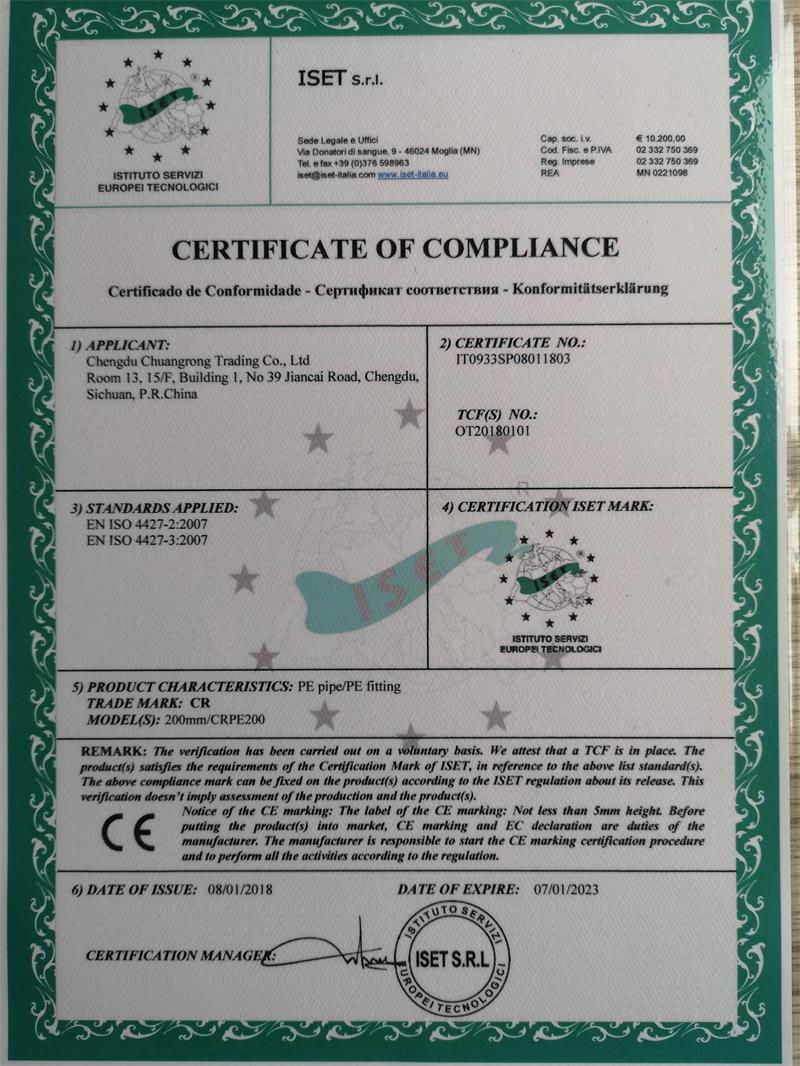 ISET
®
ISTITUTO SERVIZI
EUROPEI TECNOLOGICI
ISET S.r.l.
Sede Legale e Uffici
Via Donatori di sangue, 9 - 46024 Moglia (MN)
Tel. e fax +39 (0)376 598963
iset@iset-italia.com www.iset-italia.eu
Cap. soc. i.v. € 10.200,00
Cod. Fisc. e P.IVA 02 332 750 369
Reg. Imprese 02 332 750 369
REA MN 0221098
CERTIFICATE OF COMPLIANCE
Certificado de Conformidade - Сертификат соответствия - Konformitätserklärung
1) APPLICANT:
Chengdu Chuangrong Trading Co., Ltd
Room 13, 15/F, Building 1, No 39 Jiancai Road, Chengdu,
Sichuan, P.R.China
2) CERTIFICATE NO.:
IT0933SP08011803
TCF(S) NO.:
OT20180101
3) STANDARDS APPLIED:
EN ISO 4427-2:2007
EN ISO 4427-3:2007
4) CERTIFICATION ISET MARK:
R
ISET
ISET
®
ISTITUTO SERVIZI
EUROPEI TECNOLOGICI
5) PRODUCT CHARACTERISTICS: PE pipe/PE fitting
TRADE MARK: CR
MODEL(S): 200mm/CRPE200
REMARK: The verification has been carried out on a voluntary basis. We attest that a TCF is in place. The
product(s) satisfies the requirements of the Certification Mark of ISET, in reference to the above list standard(s).
The above compliance mark can be fixed on the product(s) according to the ISET regulation about its release. This
verification doesn't imply assessment of the production and the product(s).
CE
Notice of the CE marking: The label of the CE marking: Not less than 5mm height. Before
putting the product(s) into market, CE marking and EC declaration are duties of the
manufacturer. The manufacturer is responsible to start the CE marking certification procedure
and to perform all the activities according to the regulation.
6) DATE OF ISSUE: 08/01/2018 DATE OF EXPIRE: 07/01/2023
CERTIFICATION MANAGER:
ISTITUTO SERVIZI
ISET S.R.L
EUROPEI TECNOLOGICI